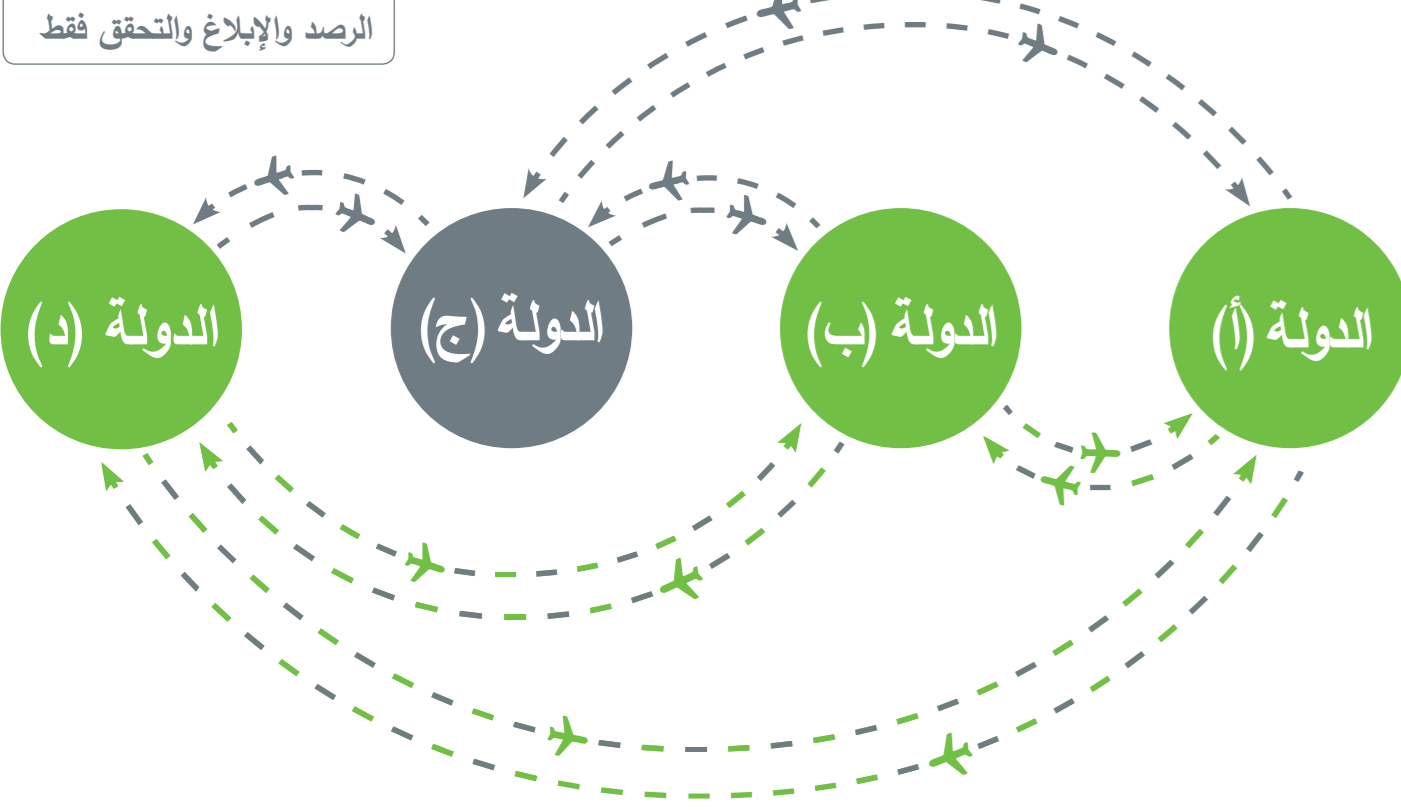 الرصد والإبلاغ والتحقق فقط
الدولة (أ)
الدولة (ب)
الدولة (ج)
الدولة (د)